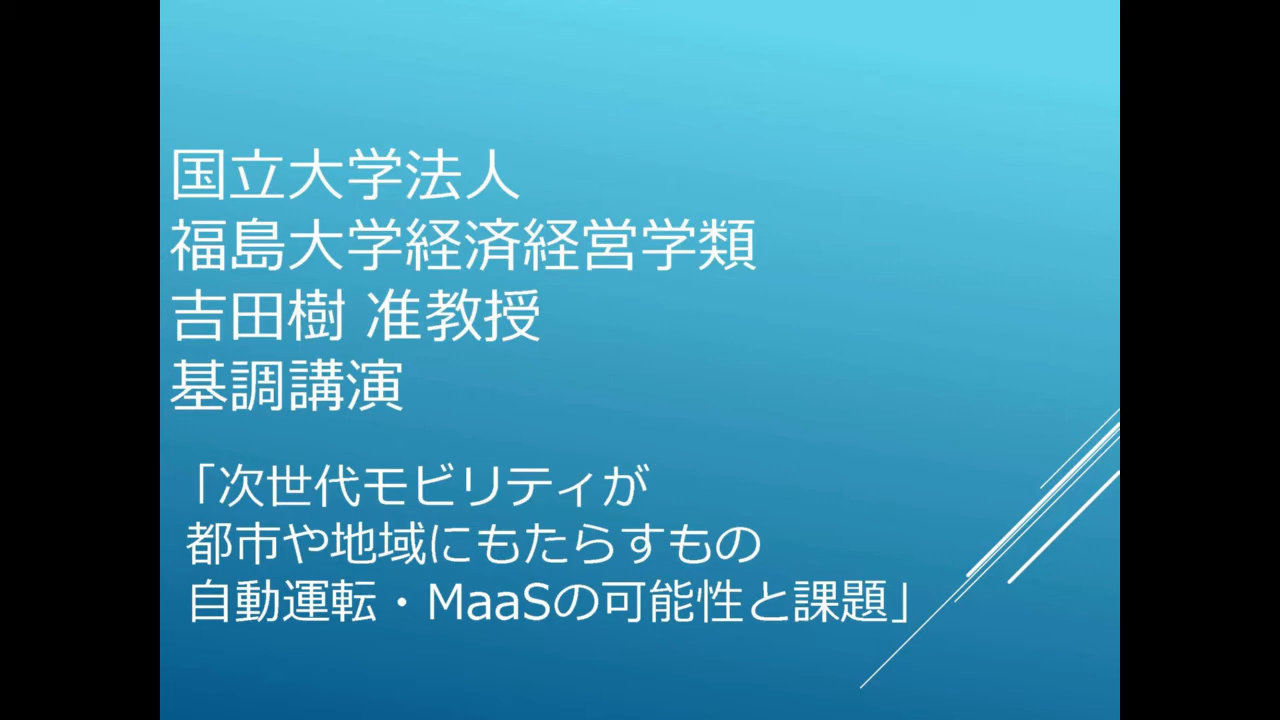 国立大学法人
福島大学経済経営学類
吉田樹 准教授
基調講演
「次世代モビリティが
都市や地域にもたらすもの
自動運転・MaaSの可能性と課題」